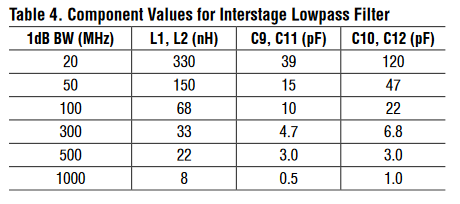 Table 4. Component Values for Interstage Lowpass Filter
1dB BW (MHz) L1, L2 (nH) C9, C11 (pF) C10, C12 (pF)
20 330 39 120
50 150 15 47
100 68 10 22
300 33 4.7 6.8
500 22 3.0 3.0
1000 8 0.5 1.0